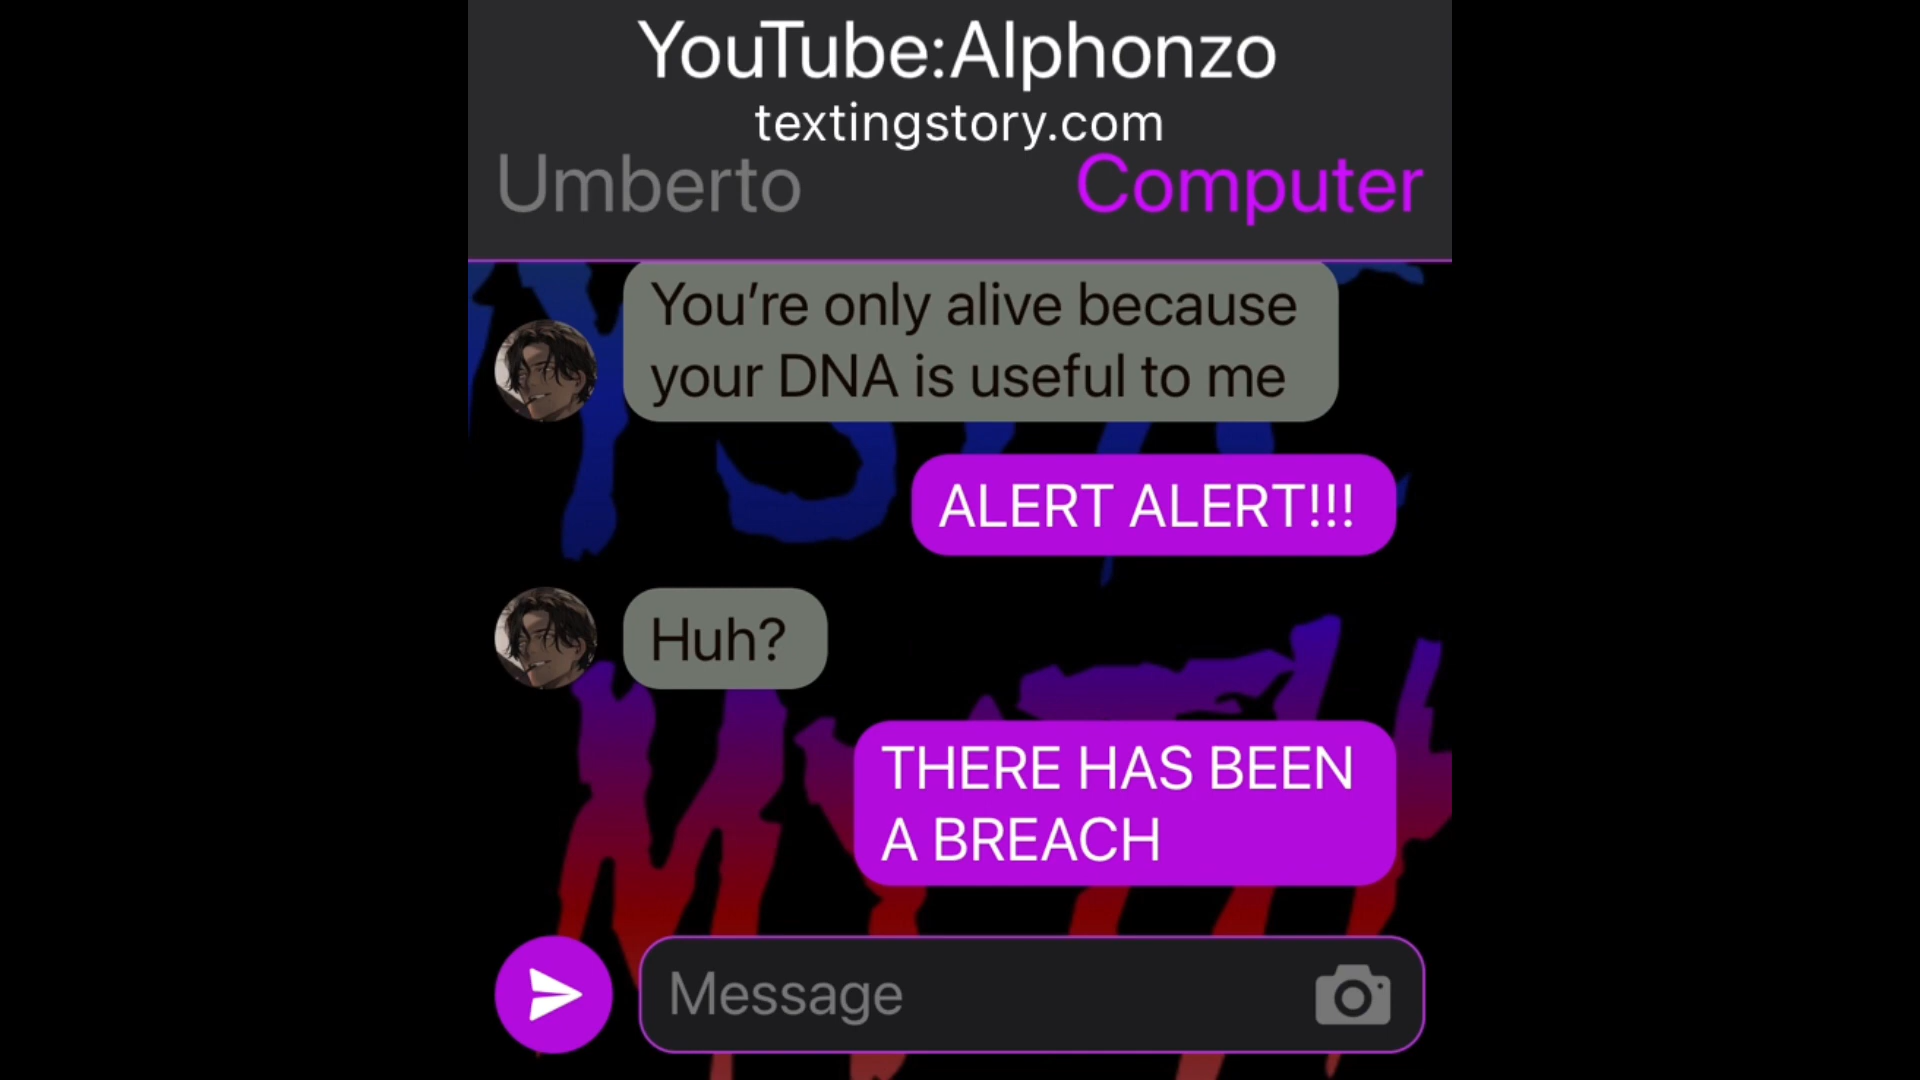 YouTube:Alphonzo
textingstory.com
Umberto
Computer
You’re only alive because
your DNA is useful to me
ALERT ALERT!!!
Huh?
THERE HAS BEEN
A BREACH
Message